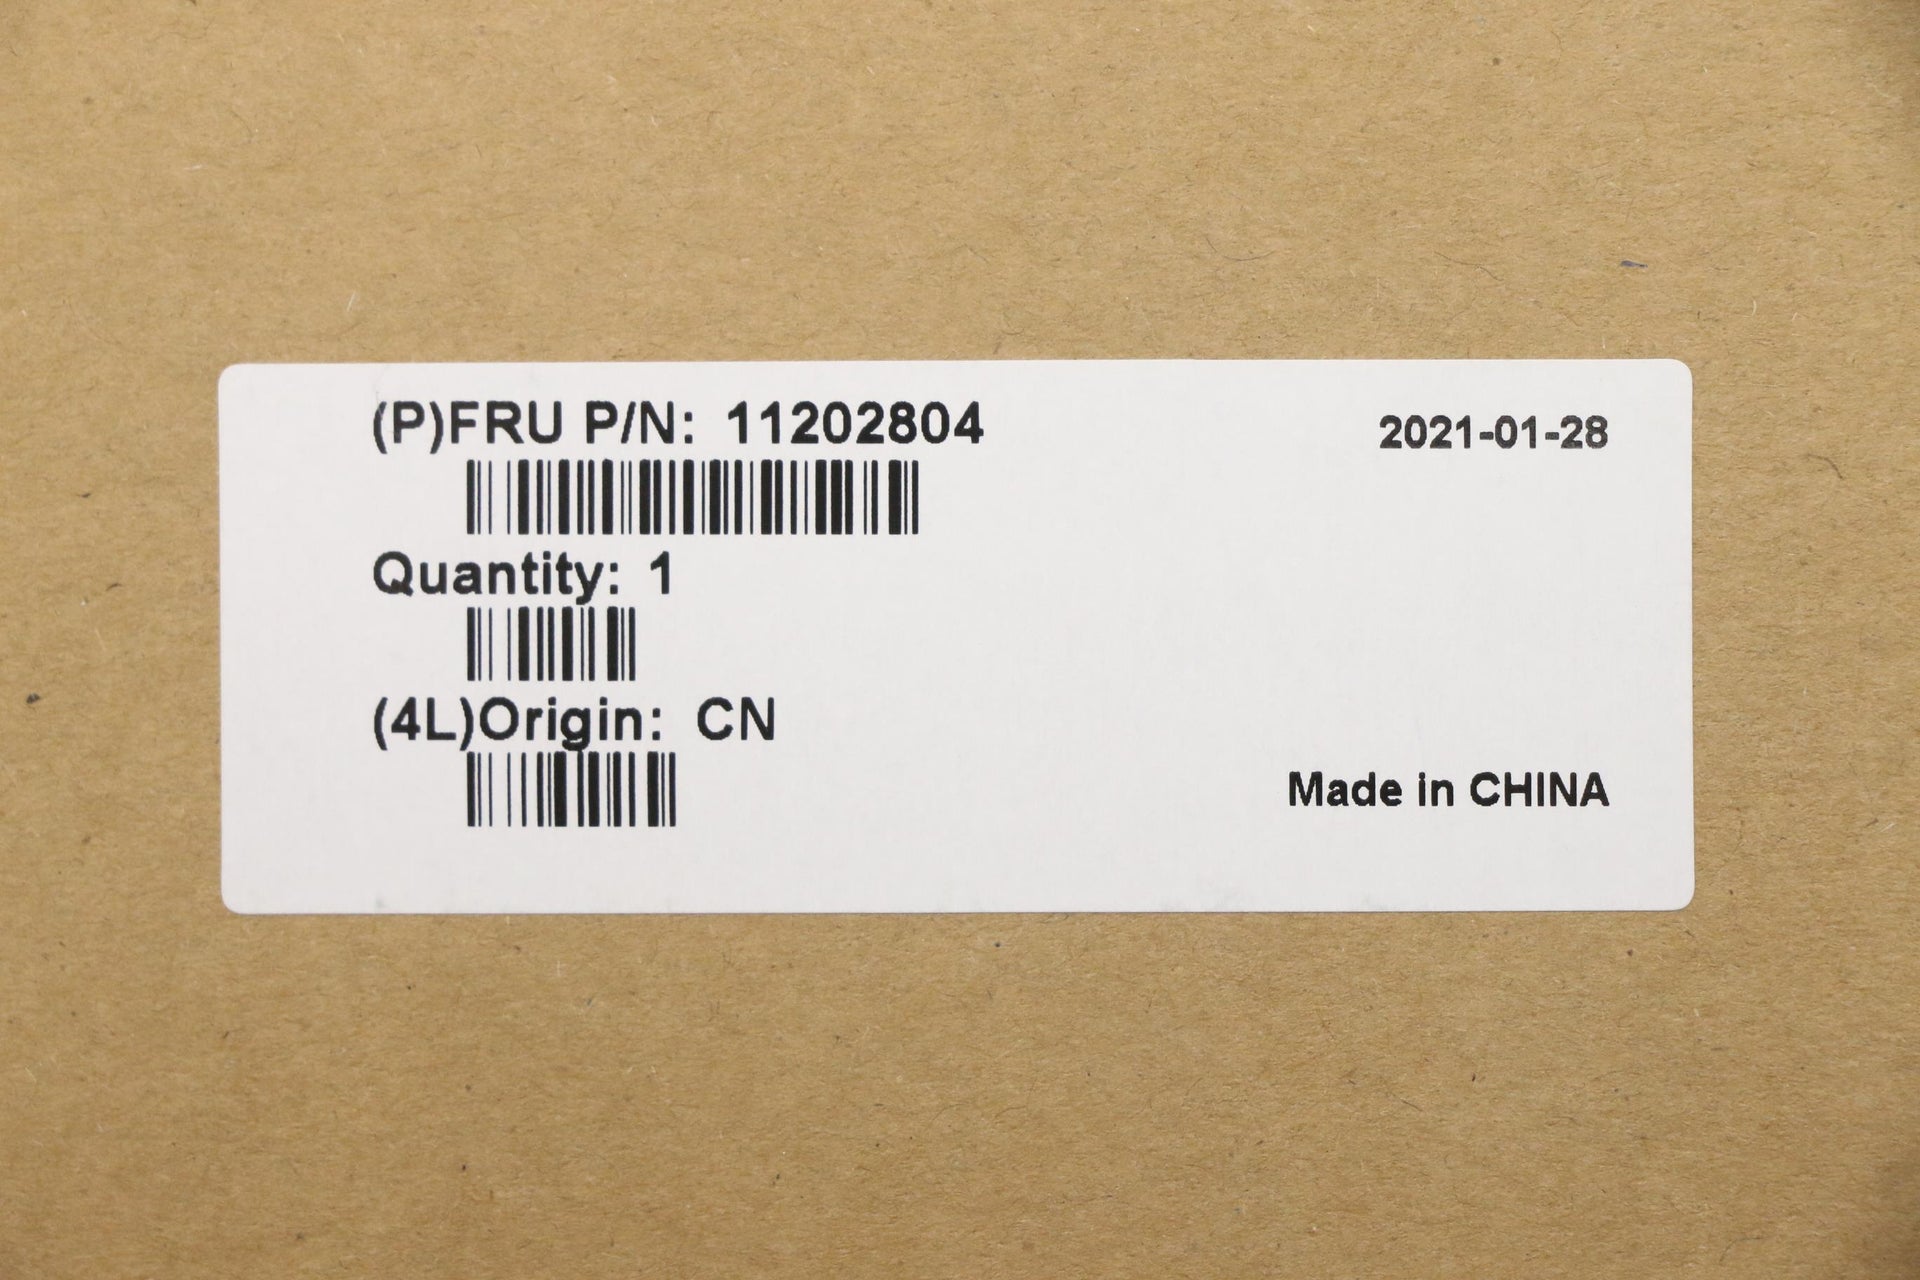 (P)FRU P/N: 11202804
2021-01-28
Quantity: 1
(4L)Origin: CN
Made in CHINA